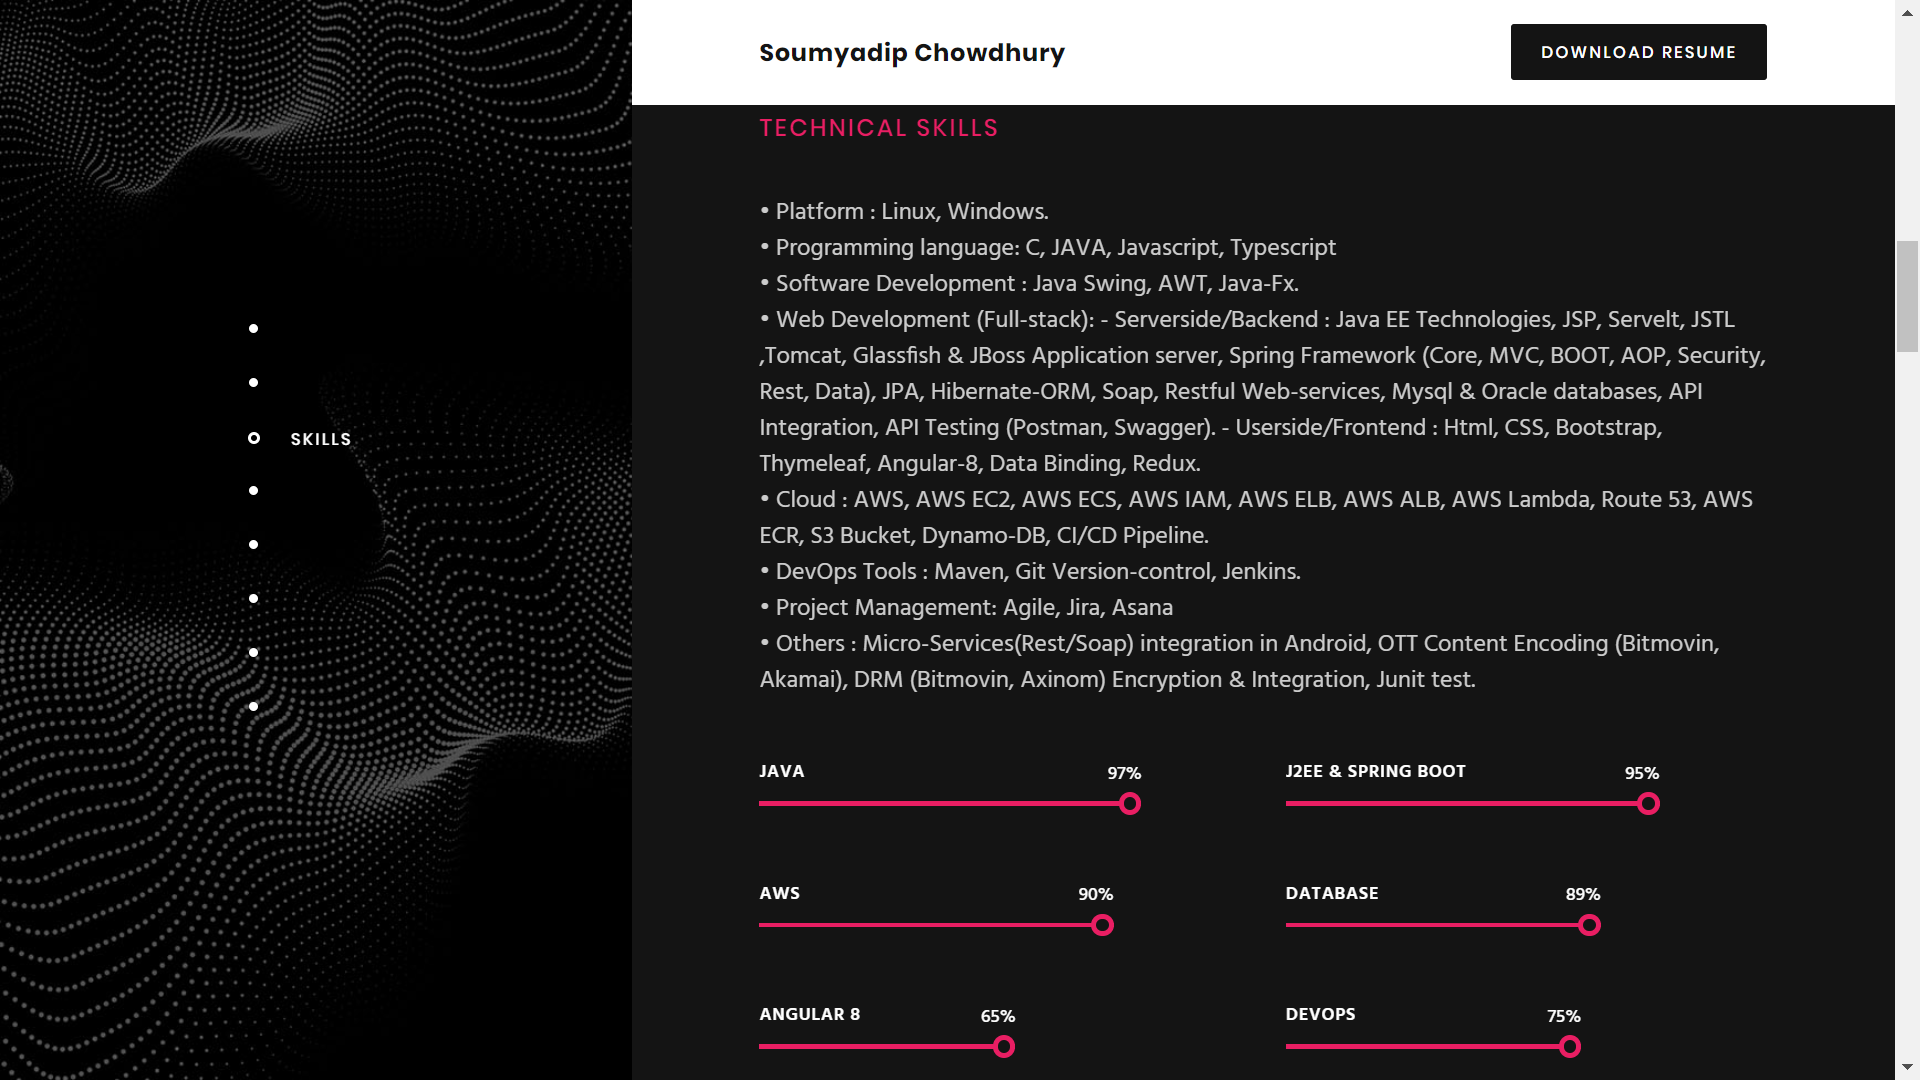 Soumyadip Chowdhury
DOWNLOAD RESUME
TECHNICAL SKILLS
• Platform : Linux, Windows.
• Programming language: C, JAVA, Javascript, Typescript
• Software Development : Java Swing, AWT, Java-Fx.
• Web Development (Full-stack): - Serverside/Backend : Java EE Technologies, JSP, Servelt, JSTL
,Tomcat, Glassfish & JBoss Application server, Spring Framework (Core, MVC, BOOT, AOP, Security,
Rest, Data), JPA, Hibernate-ORM, Soap, Restful Web-services, Mysql & Oracle databases, API
Integration, API Testing (Postman, Swagger). - Userside/Frontend : Html, CSS, Bootstrap,
Thymeleaf, Angular-8, Data Binding, Redux.
• Cloud : AWS, AWS EC2, AWS ECS, AWS IAM, AWS ELB, AWS ALB, AWS Lambda, Route 53, AWS
ECR, S3 Bucket, Dynamo-DB, CI/CD Pipeline.
• DevOps Tools : Maven, Git Version-control, Jenkins.
• Project Management: Agile, Jira, Asana
• Others : Micro-Services(Rest/Soap) integration in Android, OTT Content Encoding (Bitmovin,
Akamai), DRM (Bitmovin, Axinom) Encryption & Integration, Junit test.
SKILLS
JAVA 97%
J2EE & SPRING BOOT 95%
AWS 90%
DATABASE 89%
ANGULAR 8 65%
DEVOPS 75%